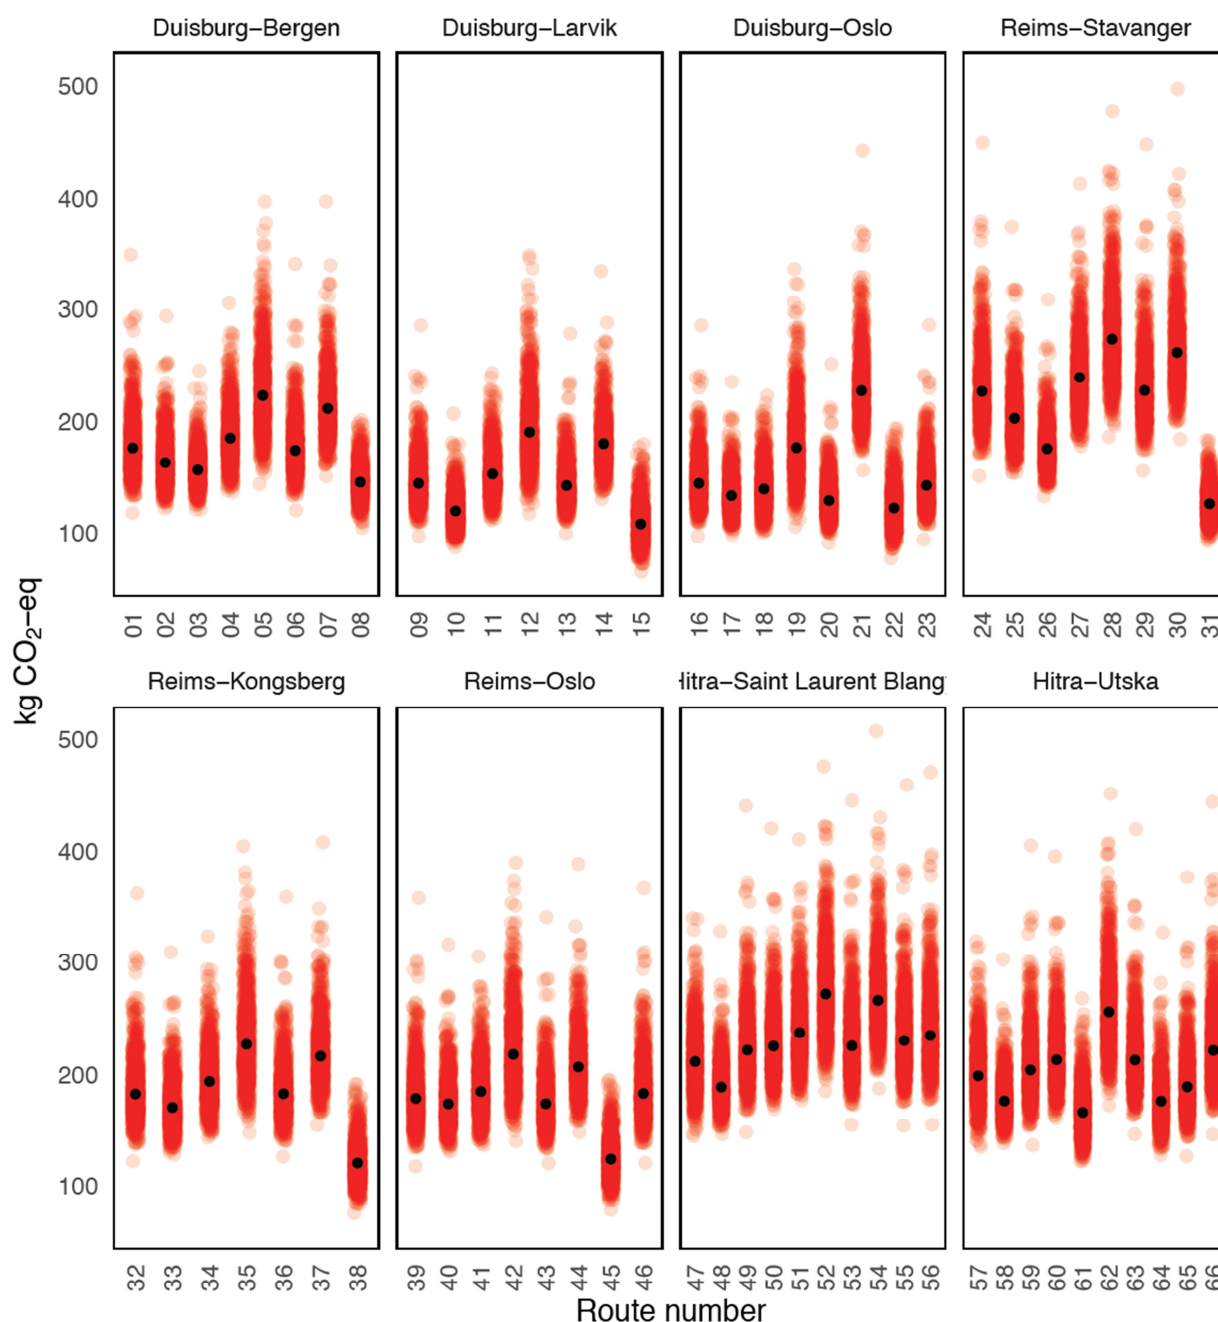 Duisburg–Bergen Duisburg–Larvik Duisburg–Oslo Reims–Stavanger
500
400
300
200
100
01 02 03 04 05 06 07 08 09 10 11 12 13 14 15 16 17 18 19 20 21 22 23 24 25 26 27 28 29 30 31
kg CO₂–eq
Reims–Kongsberg Reims–Oslo Hitra–Saint Laurent Blang Hitra–Utska
500
400
300
200
100
32 33 34 35 36 37 38 39 40 41 42 43 44 45 46 47 48 49 50 51 52 53 54 55 56 57 58 59 60 61 62 63 64 65 66
Route number